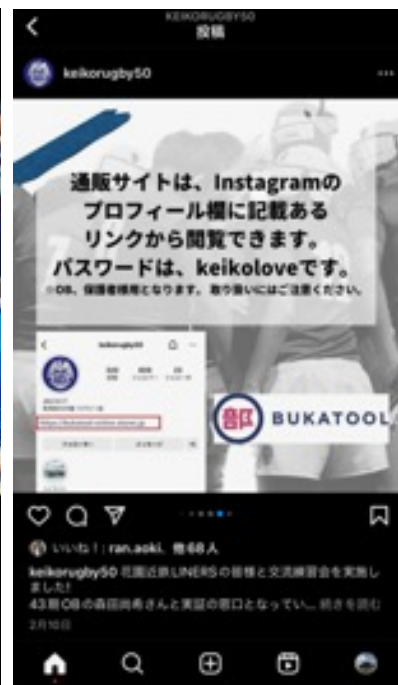 KEIKORUGBY50
投稿
keikorugby50
通販サイトは、Instagramの
プロフィール欄に記載ある
リンクから閲覧できます。
パスワードは、keikoloveです。
※OB、保護者様用となります。取り扱いにはご注意ください。
keikorugby50
部
BUKATOOL
いいね!:ran.aoki、他68人
keikorugby50 花園近鉄LINERSの皆様と交流練習会を実施し
ました!
43期OBの森田尚希さんと実証の窓口となってい... 続きを読む
2月10日